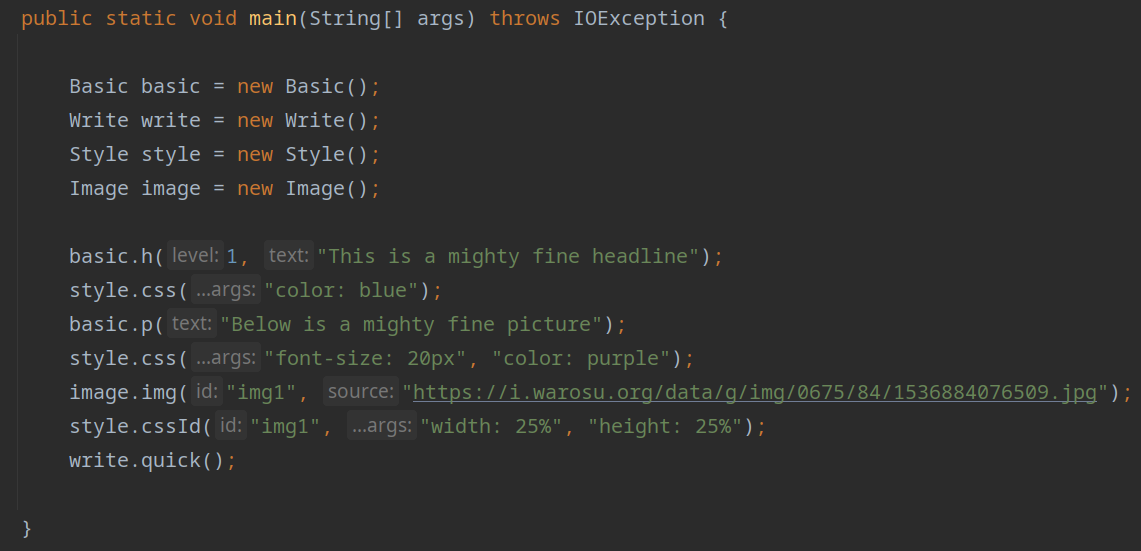 public static void main(String[] args) throws IOException {
Basic basic = new Basic();
Write write = new Write();
Style style = new Style();
Image image = new Image();
basic.h( level: 1, text: "This is a mighty fine headline");
style.css( ...args: "color: blue");
basic.p( text: "Below is a mighty fine picture");
style.css( ...args: "font-size: 20px", "color: purple");
image.img( id: "img1", source: "https://i.warosu.org/data/g/img/0675/84/1536884076509.jpg");
style.cssId( id: "img1", ...args: "width: 25%", "height: 25%");
write.quick();
}